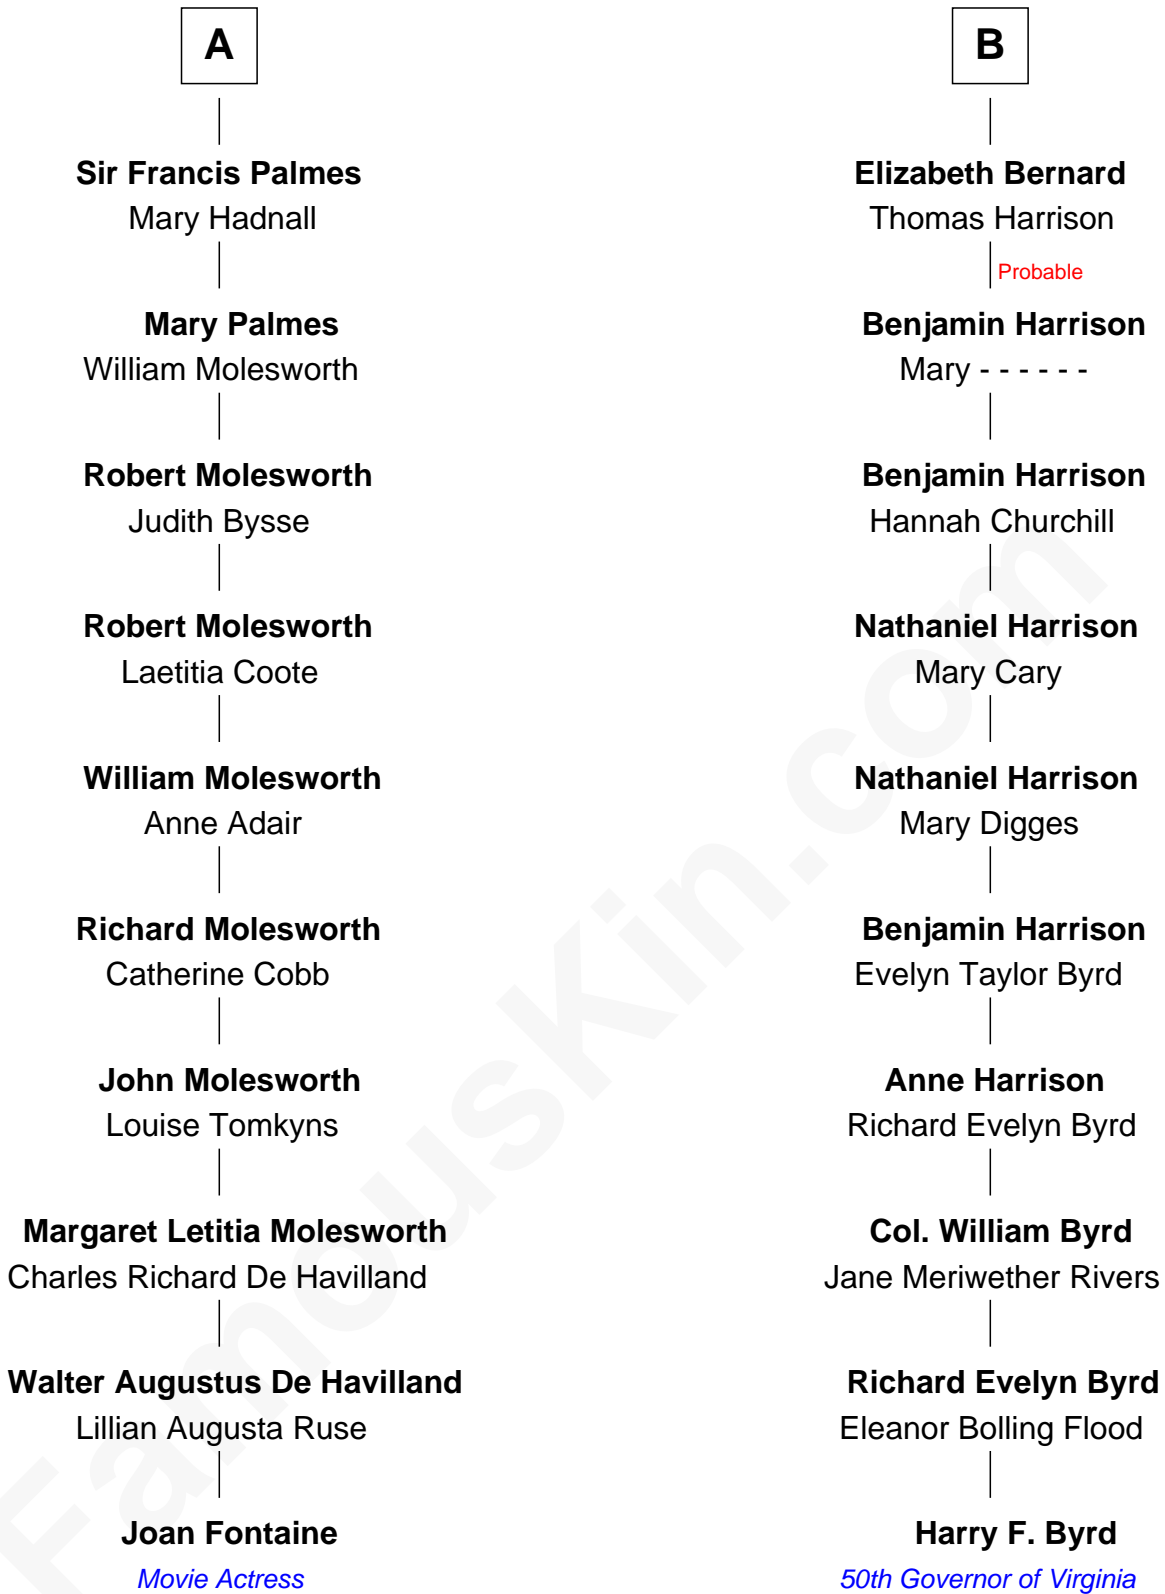 A
Sir Francis Palmes
Mary Hadnall
Mary Palmes
William Molesworth
Robert Molesworth
Judith Bysse
Robert Molesworth
Laetitia Coote
William Molesworth
Anne Adair
Richard Molesworth
Catherine Cobb
John Molesworth
Louise Tomkyns
Margaret Letitia Molesworth
Charles Richard De Havilland
Walter Augustus De Havilland
Lillian Augusta Ruse
Joan Fontaine
Movie Actress
B
Elizabeth Bernard
Thomas Harrison
Probable
Benjamin Harrison
Mary - - - - - -
Benjamin Harrison
Hannah Churchill
Nathaniel Harrison
Mary Cary
Nathaniel Harrison
Mary Digges
Benjamin Harrison
Evelyn Taylor Byrd
Anne Harrison
Richard Evelyn Byrd
Col. William Byrd
Jane Meriwether Rivers
Richard Evelyn Byrd
Eleanor Bolling Flood
Harry F. Byrd
50th Governor of Virginia
FamousKin.com